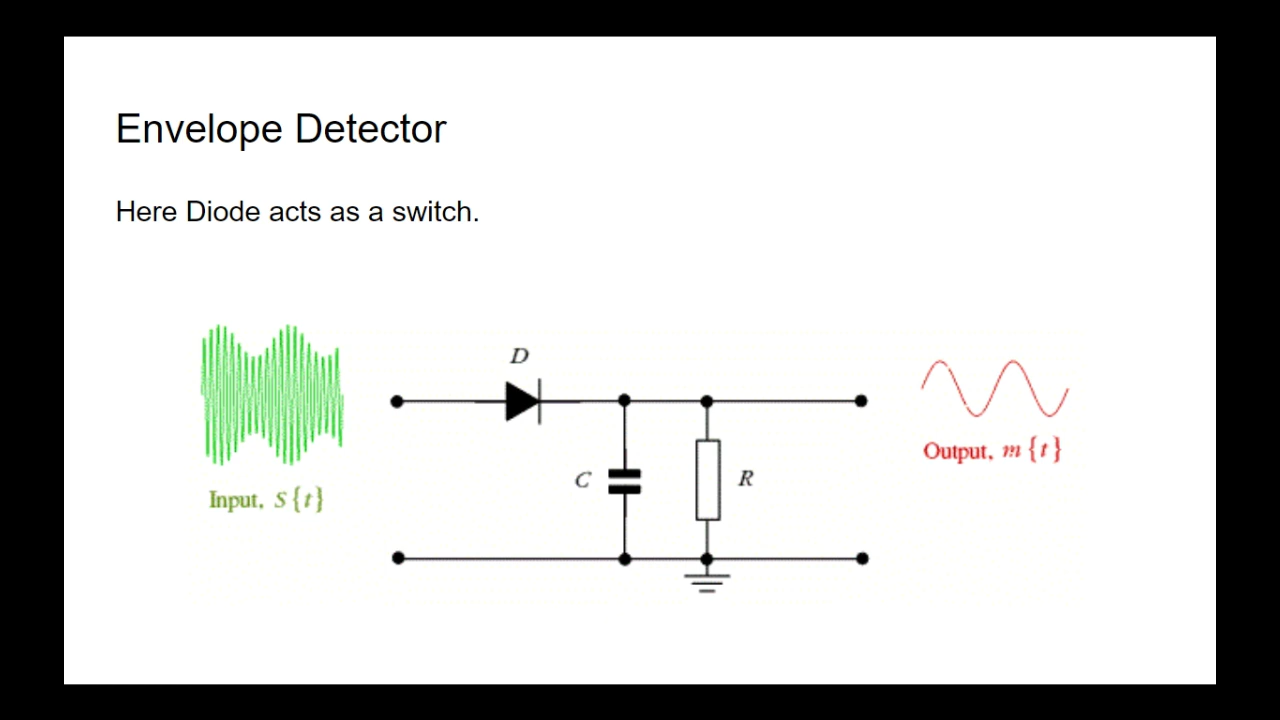 Envelope Detector
Here Diode acts as a switch.
D
C
R
Input, S{t}
Output, m{t}